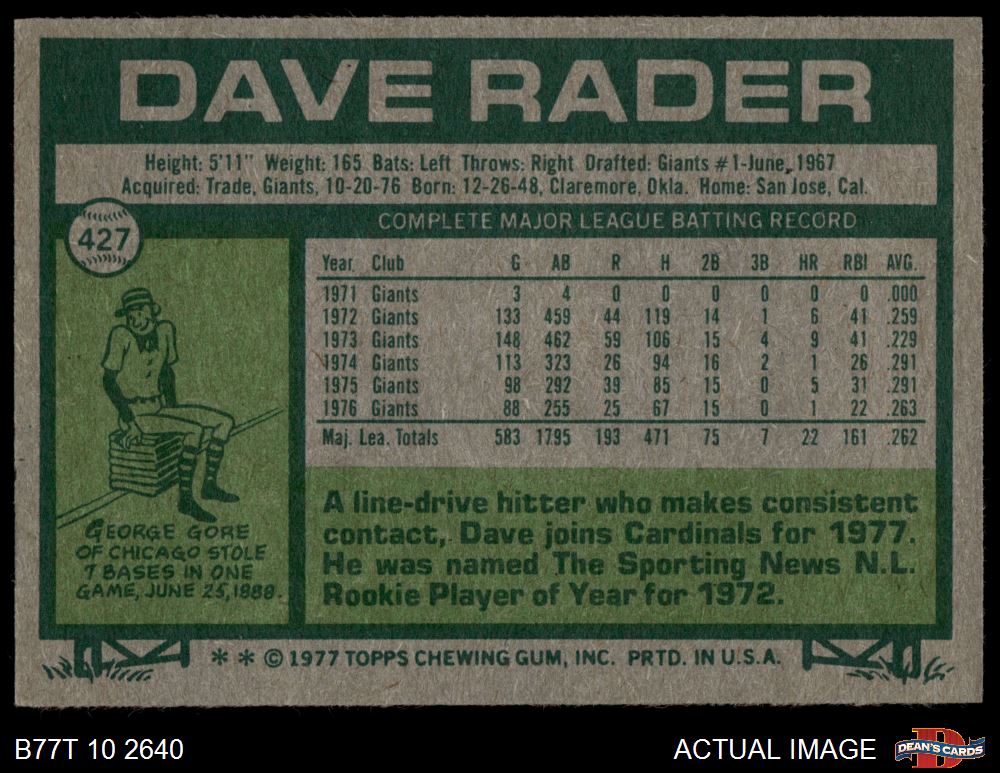 DAVE RADER
Height: 5'11" Weight: 165 Bats: Left Throws: Right Drafted: Giants #1-June, 1967
Acquired: Trade, Giants, 10-20-76 Born: 12-26-48, Claremore, Okla. Home: San Jose, Cal.
427
COMPLETE MAJOR LEAGUE BATTING RECORD
Year Club G AB R H 2B 3B HR RBI AVG.
1971 Giants 3 4 0 0 0 0 0 0 .000
1972 Giants 133 459 44 119 14 1 6 41 .259
1973 Giants 148 462 59 106 15 4 9 41 .229
1974 Giants 113 323 26 94 16 2 1 26 .291
1975 Giants 98 292 39 85 15 0 5 31 .291
1976 Giants 88 255 25 67 15 0 1 22 .263
Maj. Lea. Totals 583 1795 193 471 75 7 22 161 .262
GEORGE GORE
OF CHICAGO STOLE
7 BASES IN ONE
GAME, JUNE 25, 1888.
A line-drive hitter who makes consistent
contact, Dave joins Cardinals for 1977.
He was named The Sporting News N.L.
Rookie Player of Year for 1972.
* * © 1977 TOPPS CHEWING GUM, INC. PRTD. IN U.S.A.
B77T 10 2640
ACTUAL IMAGE
DEAN'S CARDS